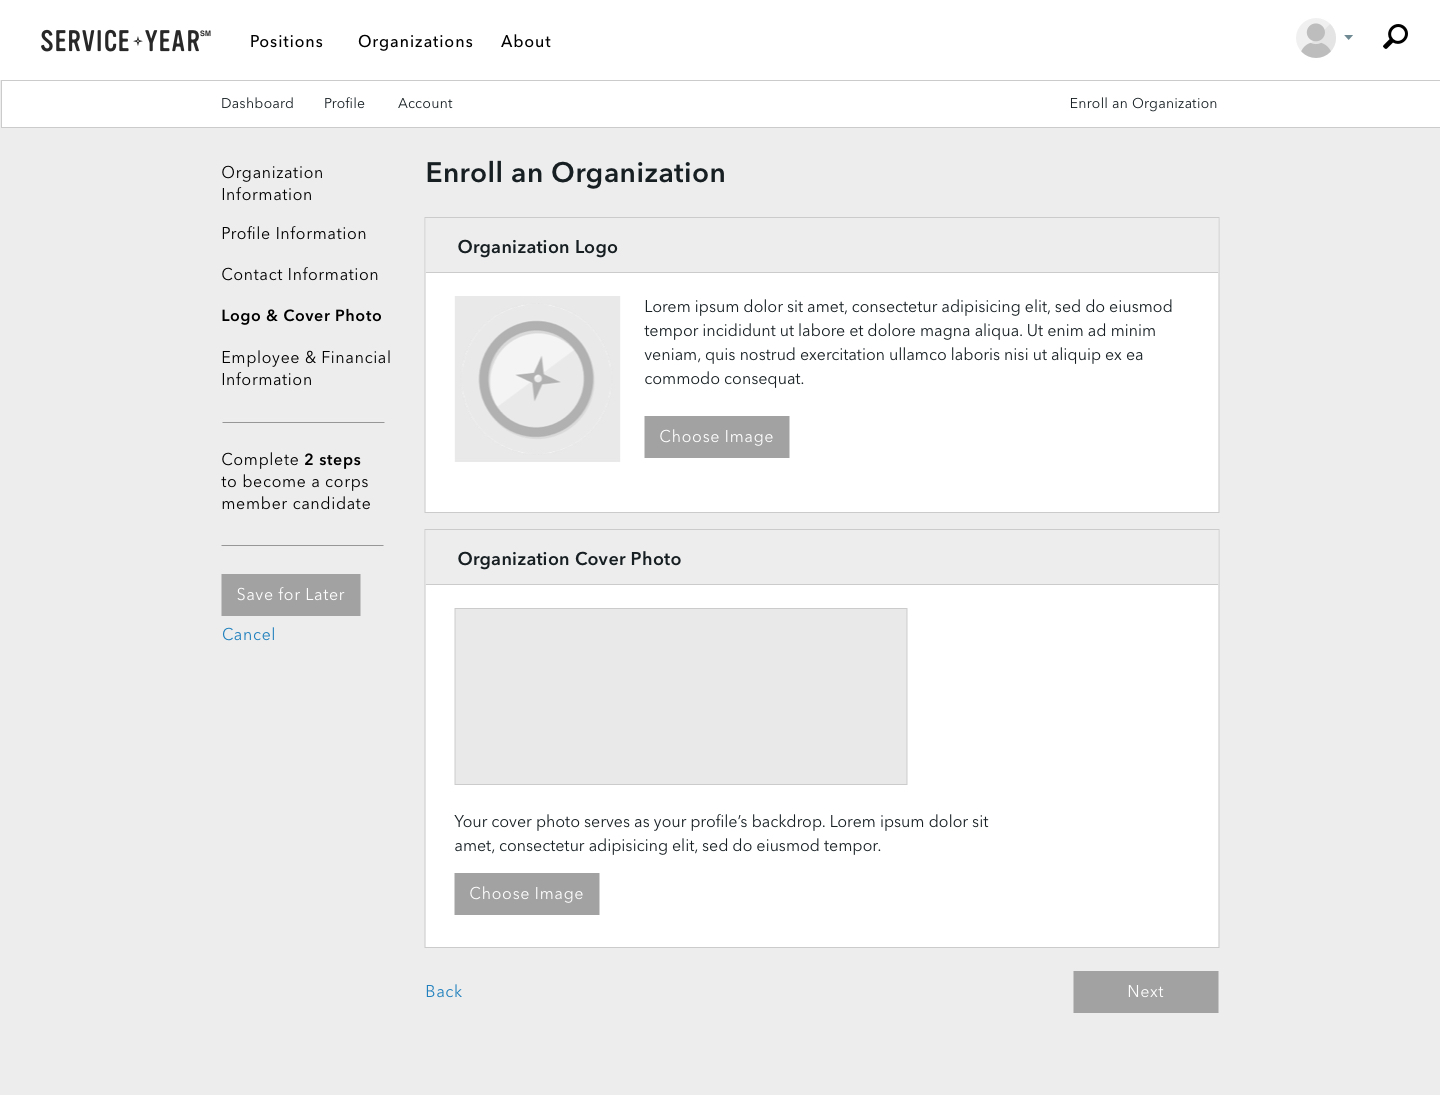 SERVICE✦YEAR℠
Positions
Organizations
About
Dashboard
Profile
Account
Enroll an Organization
Organization
Information
Profile Information
Contact Information
Logo & Cover Photo
Employee & Financial
Information
Complete 2 steps
to become a corps
member candidate
Save for Later
Cancel
Enroll an Organization
Organization Logo
Lorem ipsum dolor sit amet, consectetur adipisicing elit, sed do eiusmod
tempor incididunt ut labore et dolore magna aliqua. Ut enim ad minim
veniam, quis nostrud exercitation ullamco laboris nisi ut aliquip ex ea
commodo consequat.
Choose Image
Organization Cover Photo
Your cover photo serves as your profile’s backdrop. Lorem ipsum dolor sit
amet, consectetur adipisicing elit, sed do eiusmod tempor.
Choose Image
Back
Next